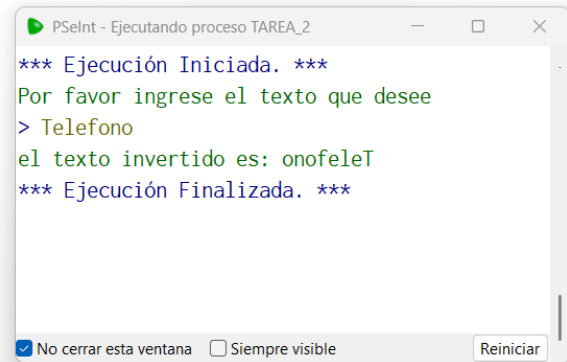 PSeInt - Ejecutando proceso TAREA_2
*** Ejecución Iniciada. ***
Por favor ingrese el texto que desee
> Telefono
el texto invertido es: onofeleT
*** Ejecución Finalizada. ***
No cerrar esta ventana Siempre visible Reiniciar